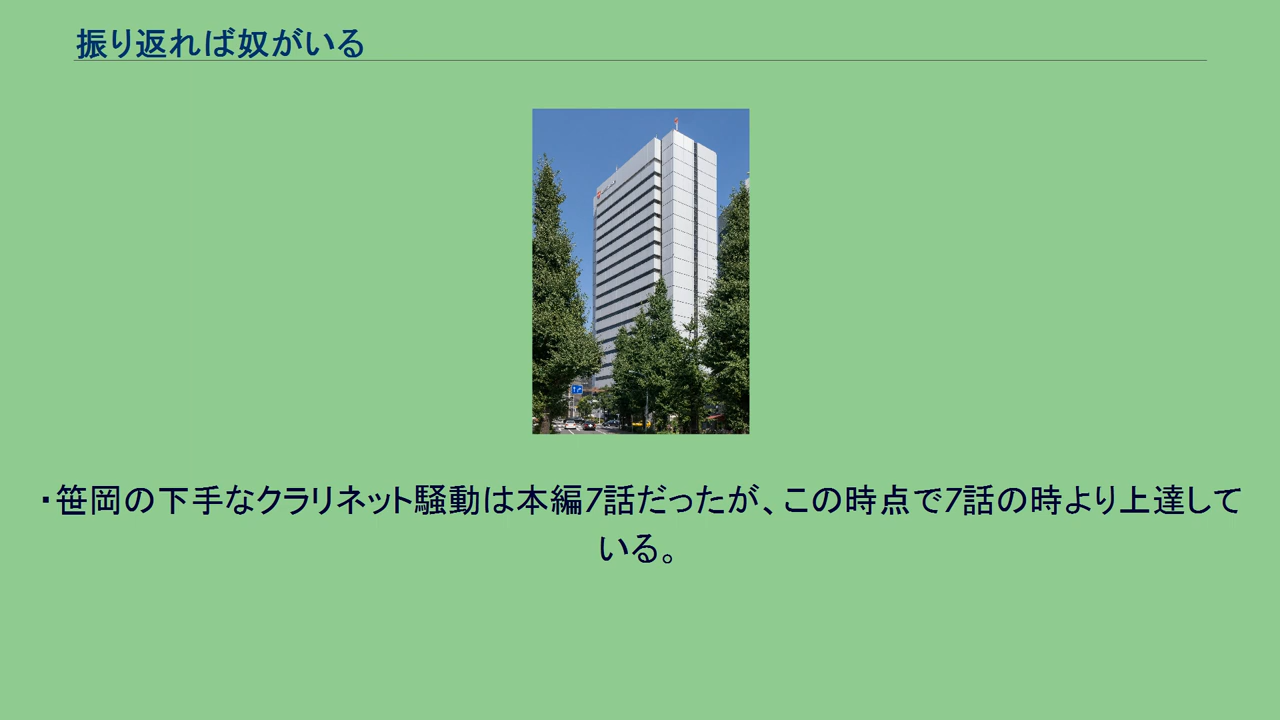 振り返れば奴がいる
・笹岡の下手なクラリネット騒動は本編7話だったが、この時点で7話の時より上達して
いる。